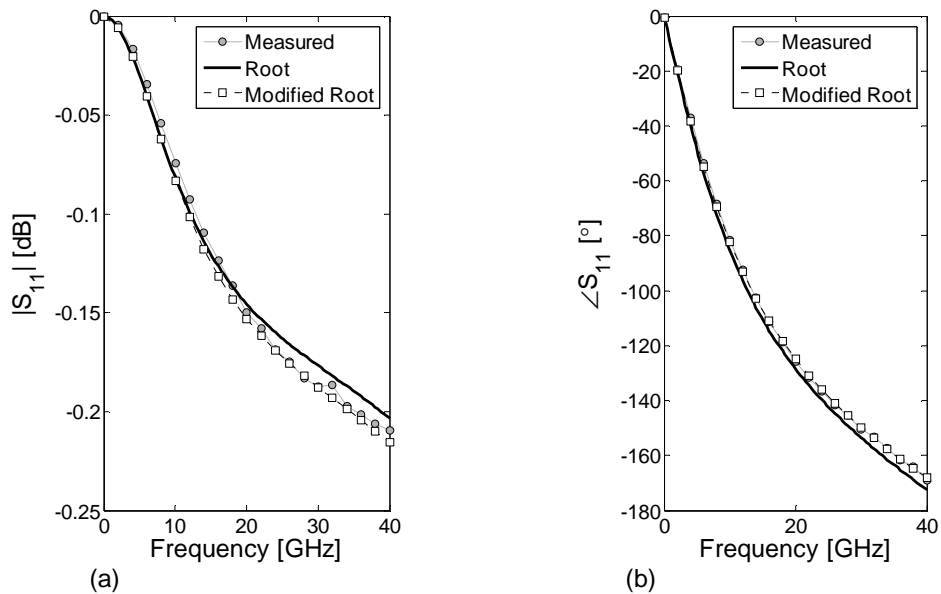 0
-0.05
-0.1
-0.15
-0.2
-0.25
|S11| [dB]
0 10 20 30 40
Frequency [GHz]
Measured
Root
Modified Root
(a)
0
-20
-40
-60
-80
-100
-120
-140
-160
-180
∠S11 [°]
0 20 40
Frequency [GHz]
Measured
Root
Modified Root
(b)